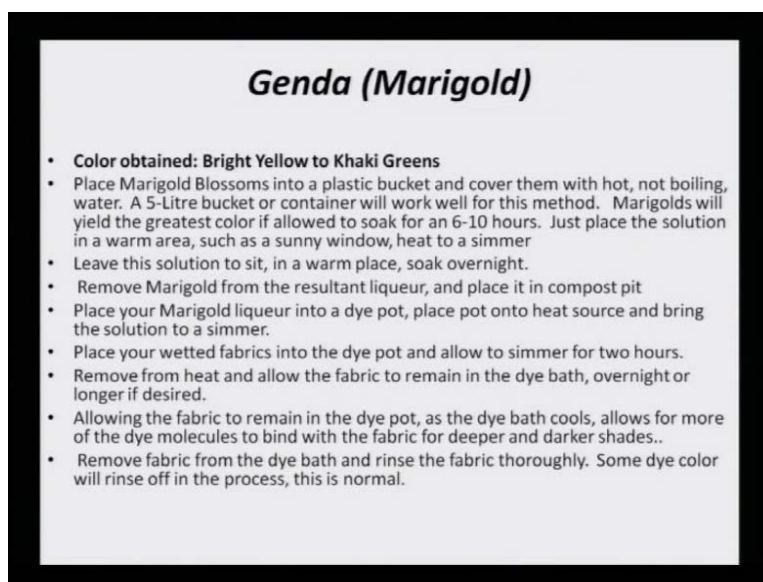 Genda (Marigold)
• Color obtained: Bright Yellow to Khaki Greens
• Place Marigold Blossoms into a plastic bucket and cover them with hot, not boiling,
water. A 5-Litre bucket or container will work well for this method. Marigolds will
yield the greatest color if allowed to soak for an 6-10 hours. Just place the solution
in a warm area, such as a sunny window, heat to a simmer
• Leave this solution to sit, in a warm place, soak overnight.
• Remove Marigold from the resultant liqueur, and place it in compost pit
• Place your Marigold liqueur into a dye pot, place pot onto heat source and bring
the solution to a simmer.
• Place your wetted fabrics into the dye pot and allow to simmer for two hours.
• Remove from heat and allow the fabric to remain in the dye bath, overnight or
longer if desired.
• Allowing the fabric to remain in the dye pot, as the dye bath cools, allows for more
of the dye molecules to bind with the fabric for deeper and darker shades..
• Remove fabric from the dye bath and rinse the fabric thoroughly. Some dye color
will rinse off in the process, this is normal.